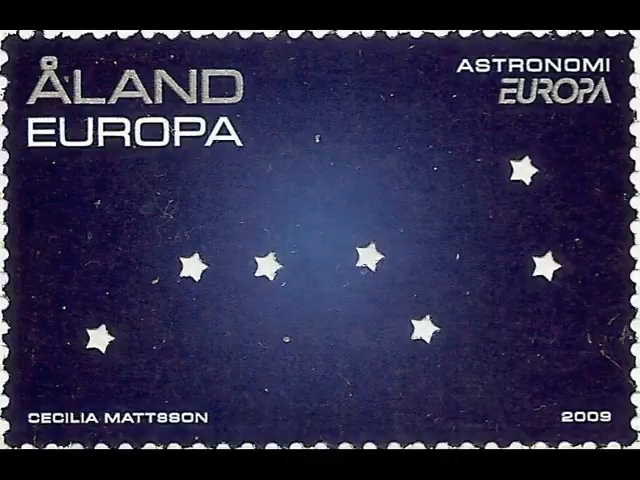 ÅLAND
EUROPA
ASTRONOMI
EUROPA
CECILIA MATTSSON
2009